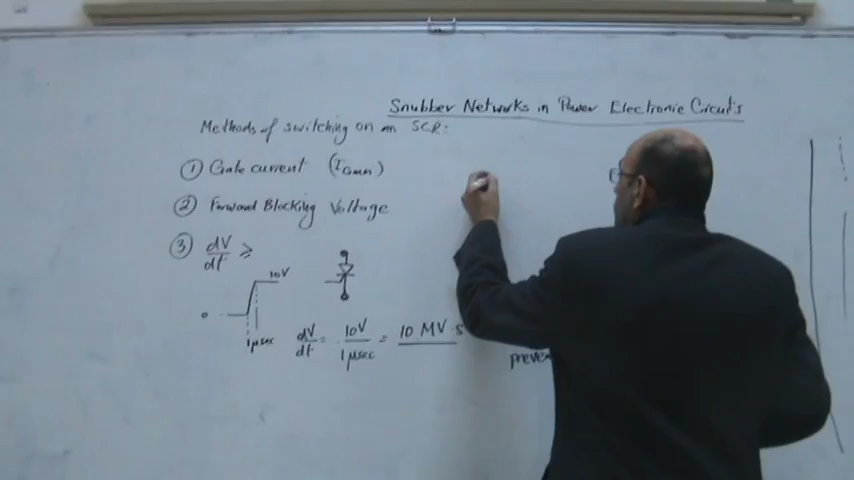 Snubber Networks in Power Electronic Circuits
Methods of switching on an SCR:
① Gate current (IGmin)
② Forward Blocking Voltage
③ dV/dt ≥
10V
0
1μsec
dV/dt = 10V/1μsec = 10 MV·s
preve